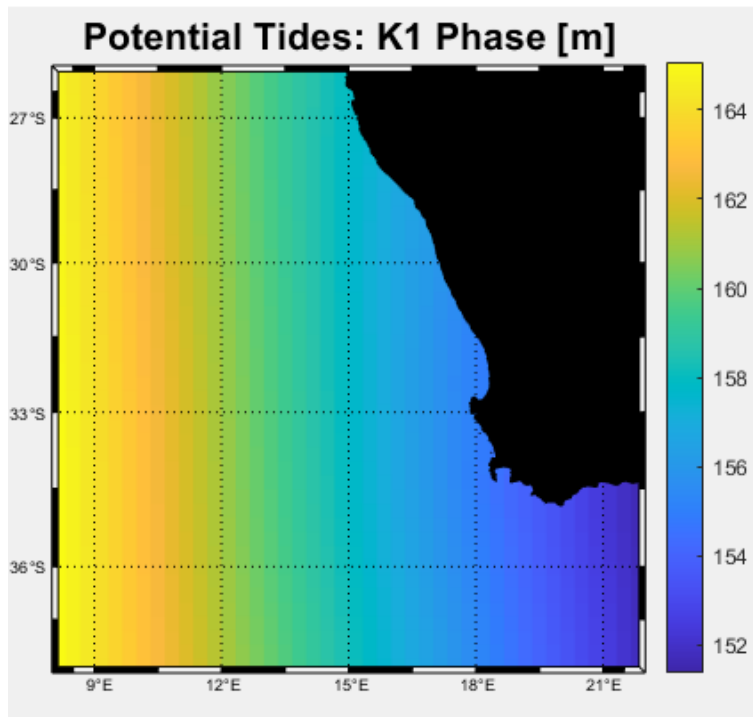 Potential Tides: K1 Phase [m]
27°S
30°S
33°S
36°S
9°E
12°E
15°E
18°E
21°E
164
162
160
158
156
154
152